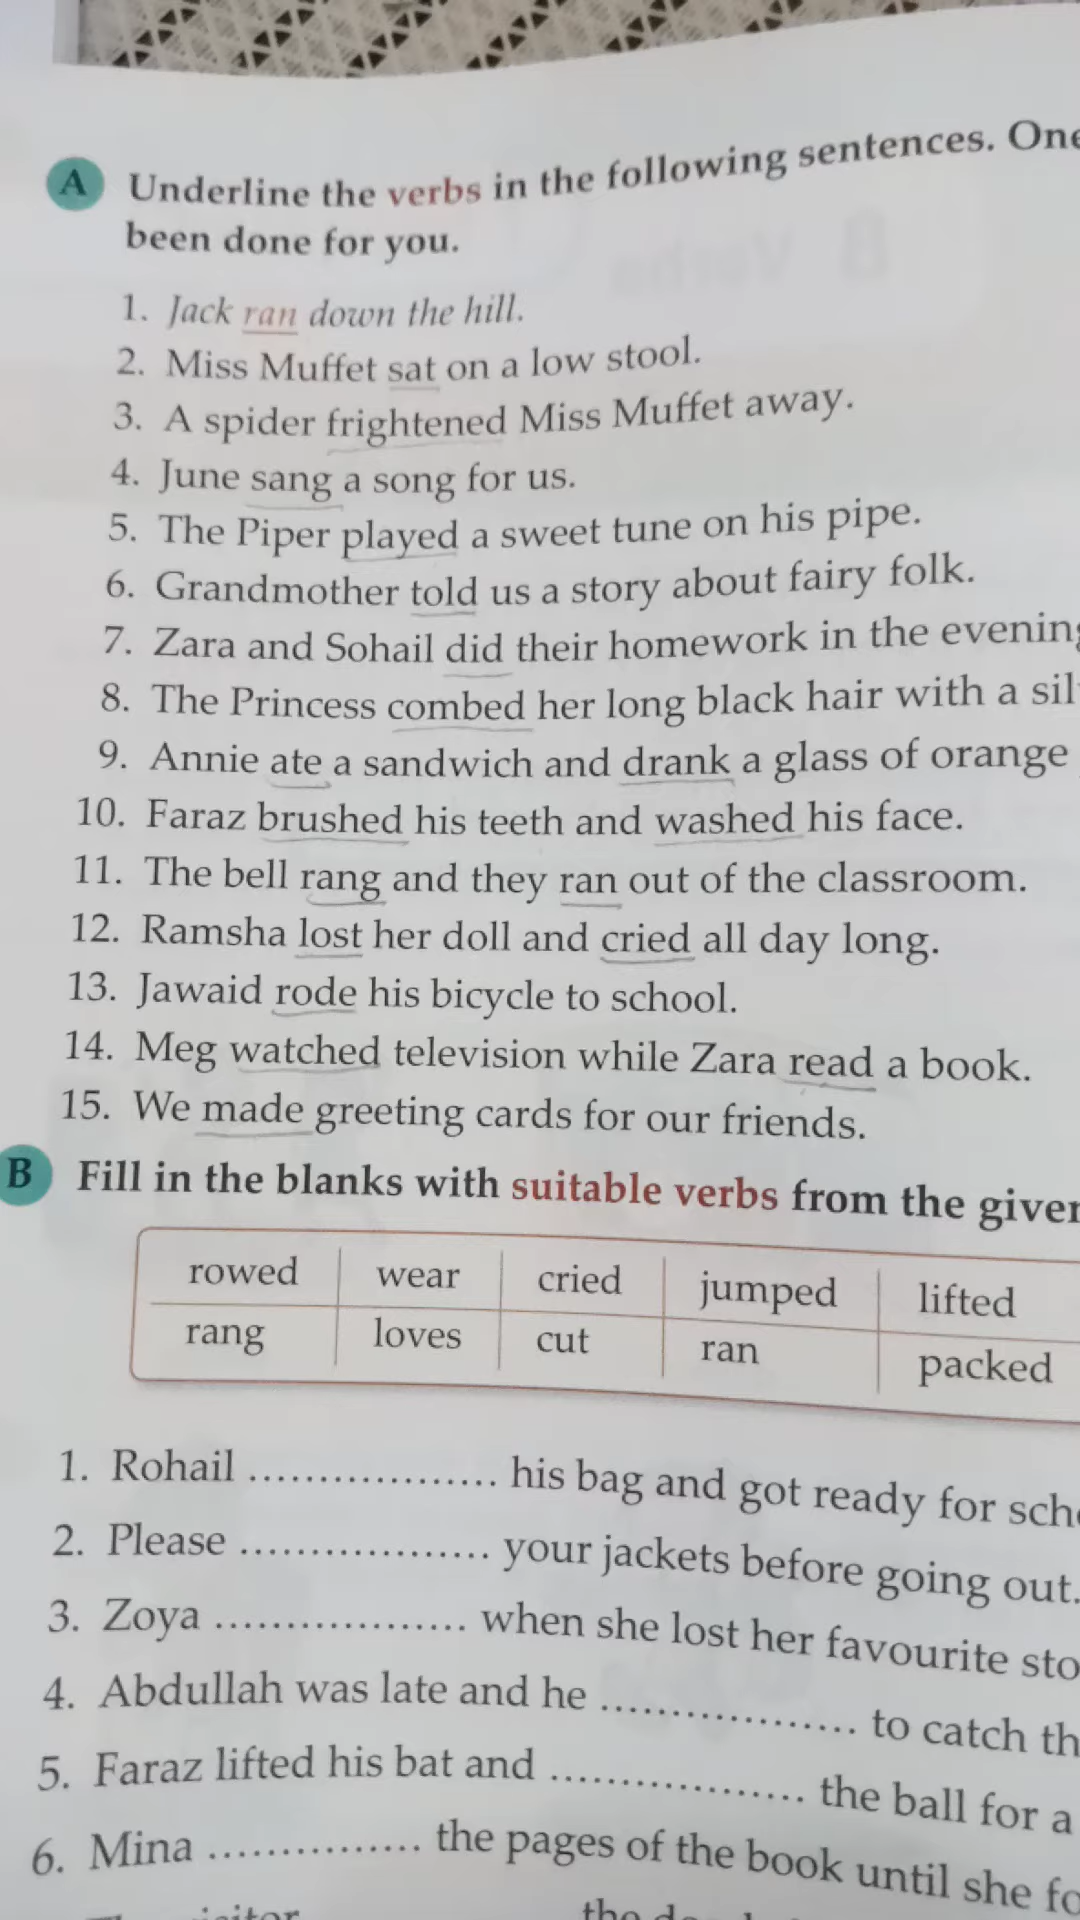 A Underline the verbs in the following sentences. One
been done for you.
1. Jack ran down the hill.
2. Miss Muffet sat on a low stool.
3. A spider frightened Miss Muffet away.
4. June sang a song for us.
5. The Piper played a sweet tune on his pipe.
6. Grandmother told us a story about fairy folk.
7. Zara and Sohail did their homework in the evening
8. The Princess combed her long black hair with a sil
9. Annie ate a sandwich and drank a glass of orange
10. Faraz brushed his teeth and washed his face.
11. The bell rang and they ran out of the classroom.
12. Ramsha lost her doll and cried all day long.
13. Jawaid rode his bicycle to school.
14. Meg watched television while Zara read a book.
15. We made greeting cards for our friends.
B Fill in the blanks with suitable verbs from the given
rowed wear cried jumped lifted
rang loves cut ran packed
1. Rohail .................. his bag and got ready for sch
2. Please .................. your jackets before going out.
3. Zoya .................. when she lost her favourite sto
4. Abdullah was late and he .................. to catch th
5. Faraz lifted his bat and .................. the ball for a
6. Mina ............... the pages of the book until she fo